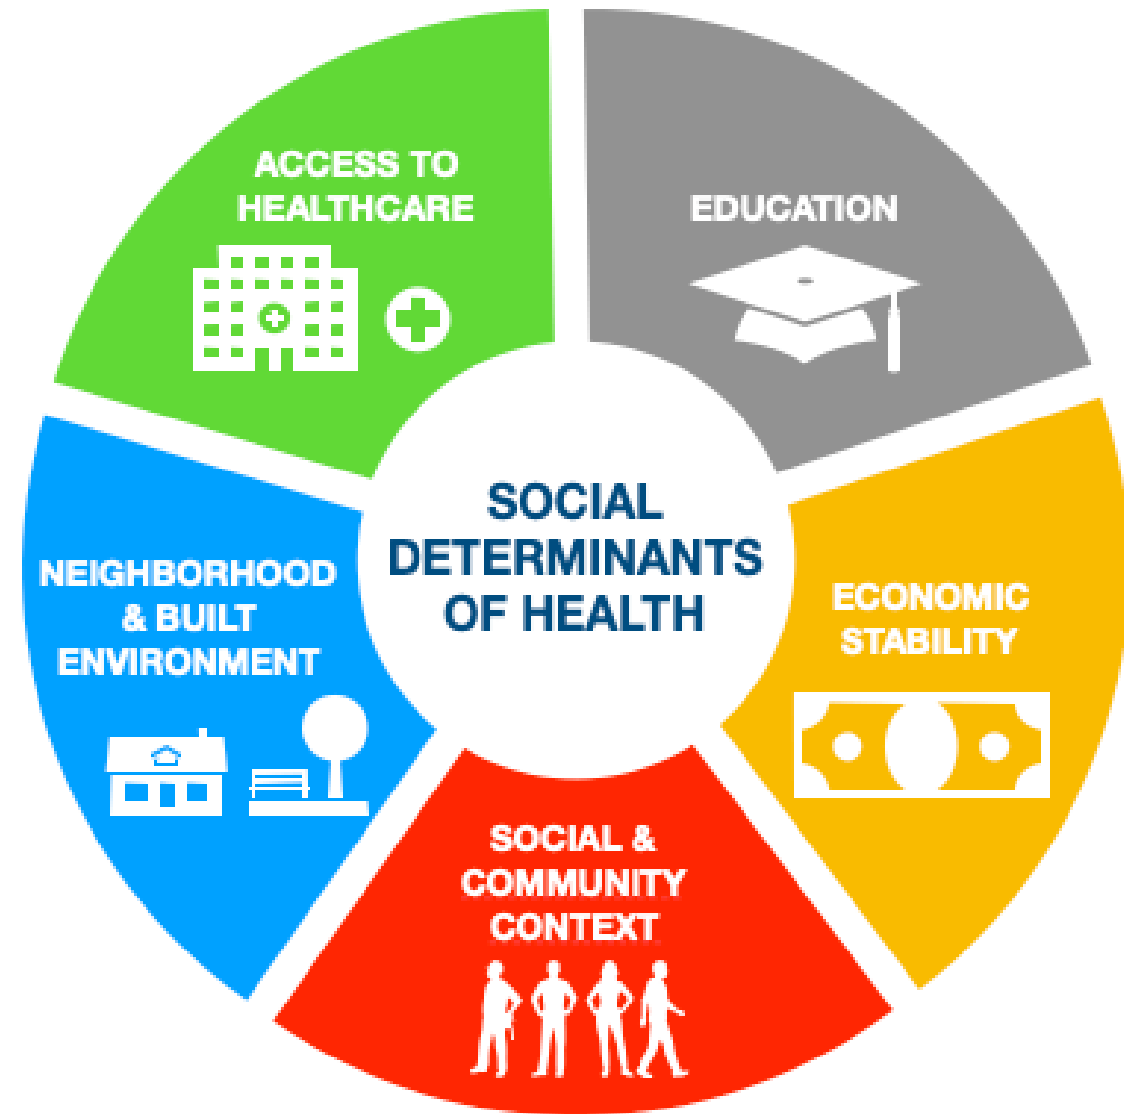 ACCESS TO
HEALTHCARE
EDUCATION
SOCIAL
DETERMINANTS
OF HEALTH
NEIGHBORHOOD
& BUILT
ENVIRONMENT
ECONOMIC
STABILITY
SOCIAL &
COMMUNITY
CONTEXT